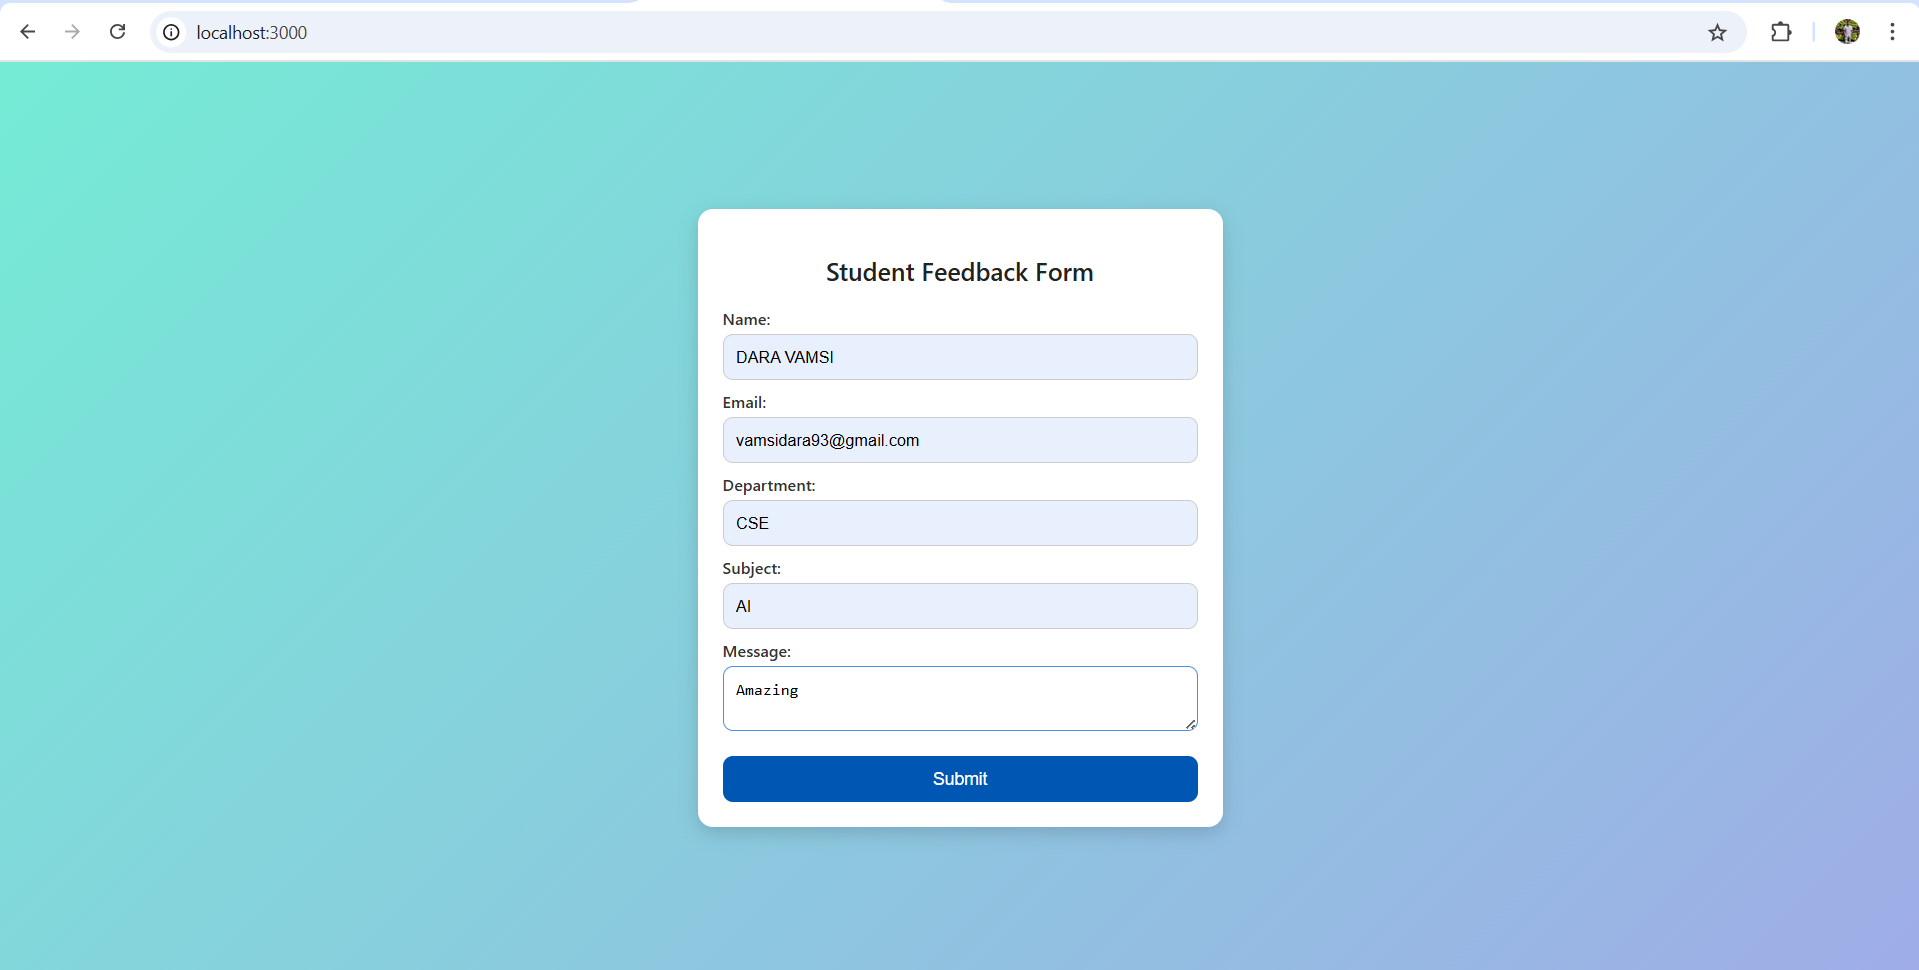 localhost:3000
Student Feedback Form
Name:
DARA VAMSI
Email:
vamsidara93@gmail.com
Department:
CSE
Subject:
AI
Message:
Amazing
Submit